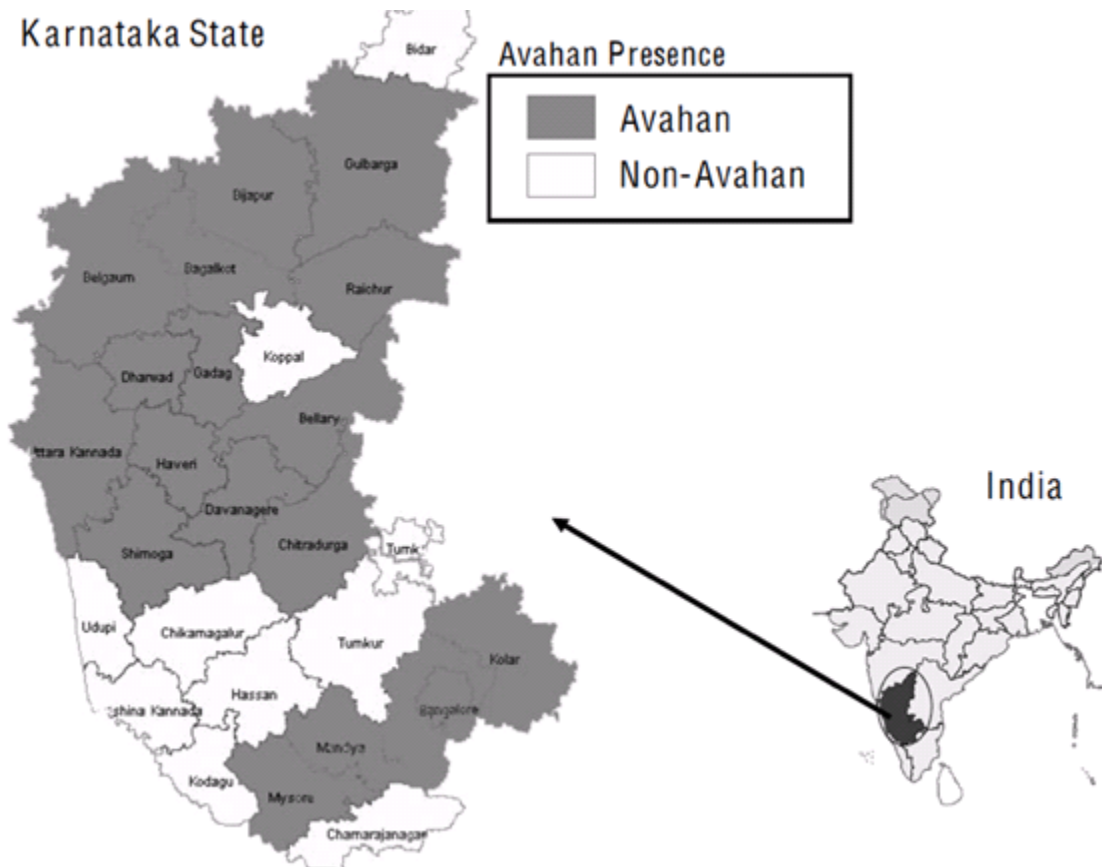 Karnataka State
Bidar
Avahan Presence
Avahan
Non-Avahan
Gulbarga
Bijapur
Belgaum
Bagalkot
Raichur
Koppal
Dharwad
Gadag
Bellary
ttara Kannada
Haveri
Davanagere
India
Shimoga
Chitradurga
Tumk
Udupi
Chikamagalur
Tumkur
Kolar
Hassan
shina Kannada
Bangalore
Mandya
Kodagu
Mysore
Chamarajanagar